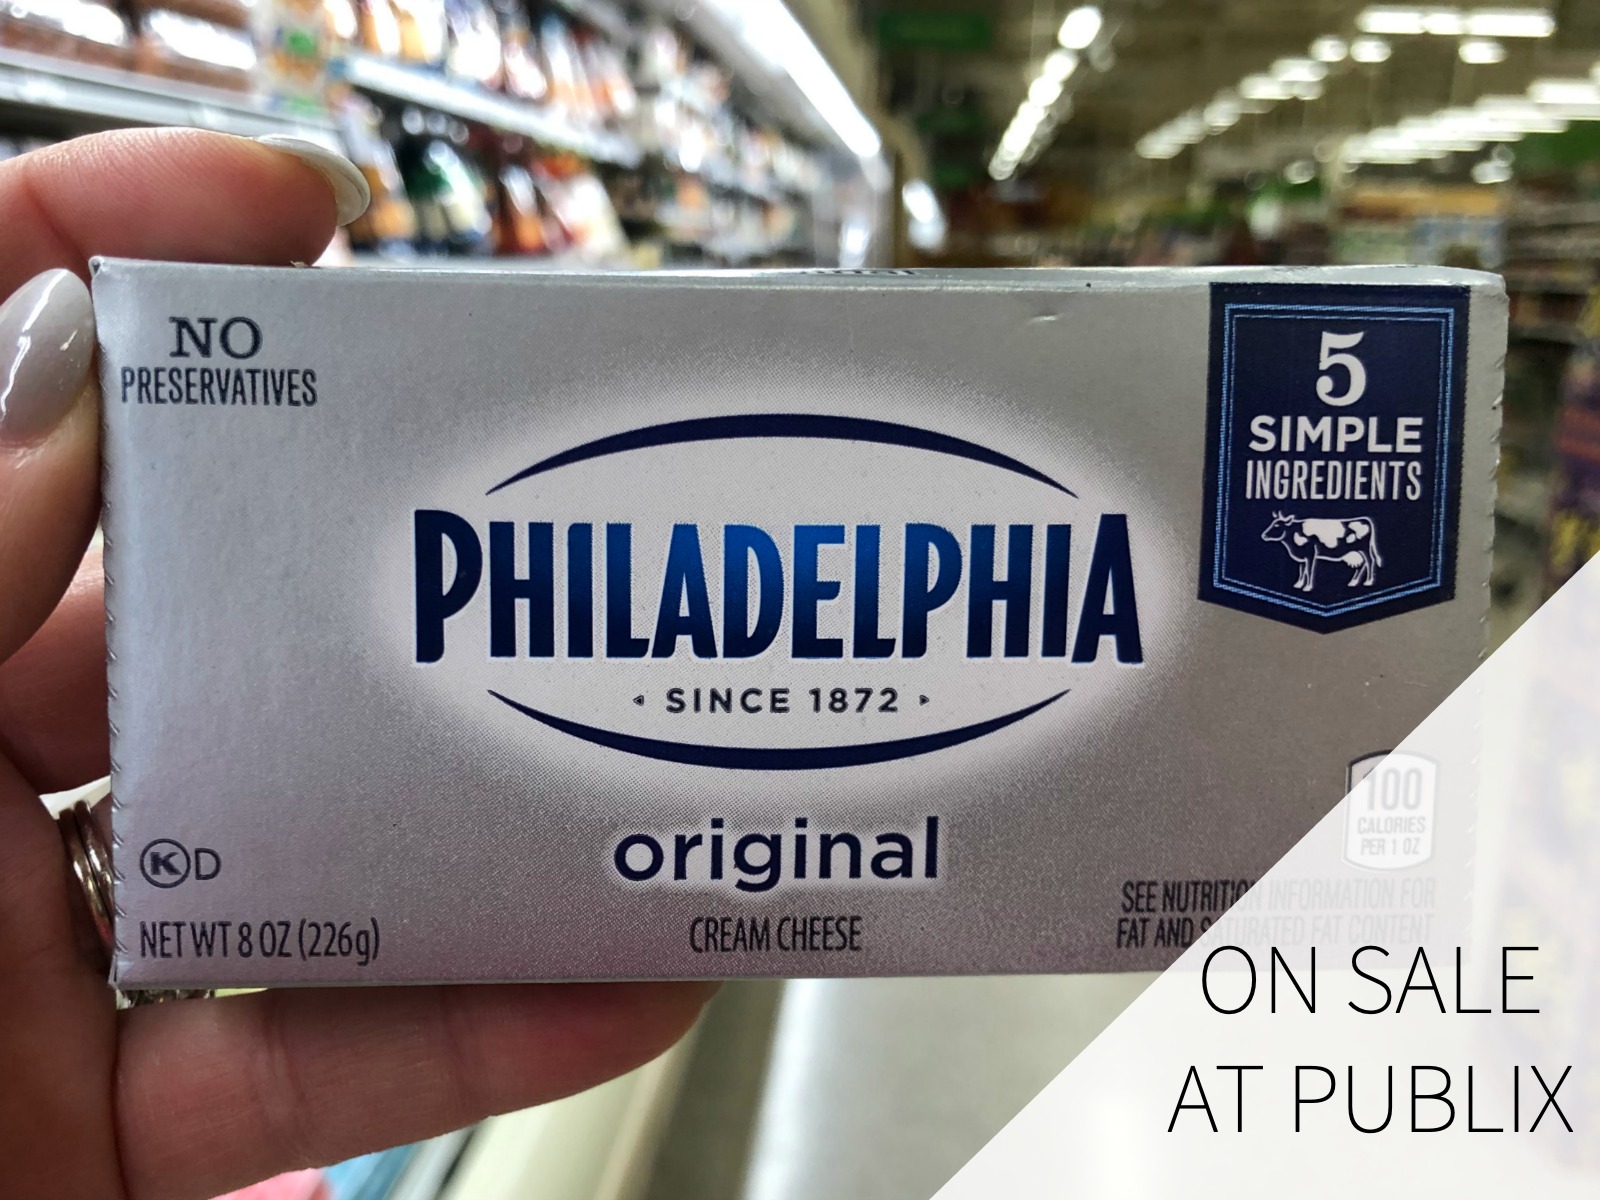 NO
PRESERVATIVES
5
SIMPLE
INGREDIENTS
PHILADELPHIA
SINCE 1872
original
CREAM CHEESE
K D
NET WT 8 OZ (226g)
100
CALORIES
PER 1 OZ
SEE NUTRITION INFORMATION FOR
FAT AND SATURATED FAT CONTENT
ON SALE
AT PUBLIX